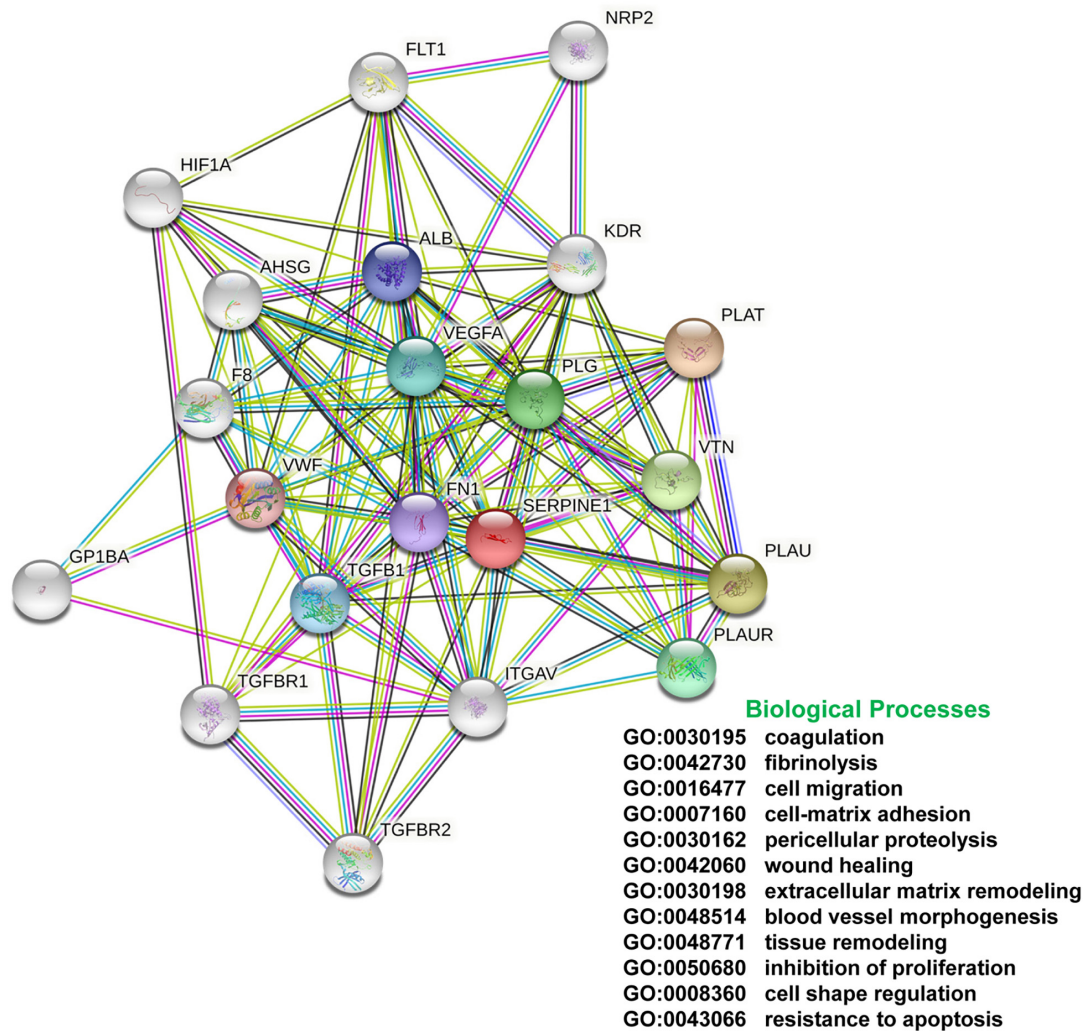 NRP2
FLT1
HIF1A
KDR
ALB
AHSG
PLAT
VEGFA
PLG
F8
VTN
VWF
FN1
SERPINE1
GP1BA
PLAU
TGFB1
PLAUR
TGFBR1
ITGAV
TGFBR2
Biological Processes
GO:0030195 coagulation
GO:0042730 fibrinolysis
GO:0016477 cell migration
GO:0007160 cell-matrix adhesion
GO:0030162 pericellular proteolysis
GO:0042060 wound healing
GO:0030198 extracellular matrix remodeling
GO:0048514 blood vessel morphogenesis
GO:0048771 tissue remodeling
GO:0050680 inhibition of proliferation
GO:0008360 cell shape regulation
GO:0043066 resistance to apoptosis